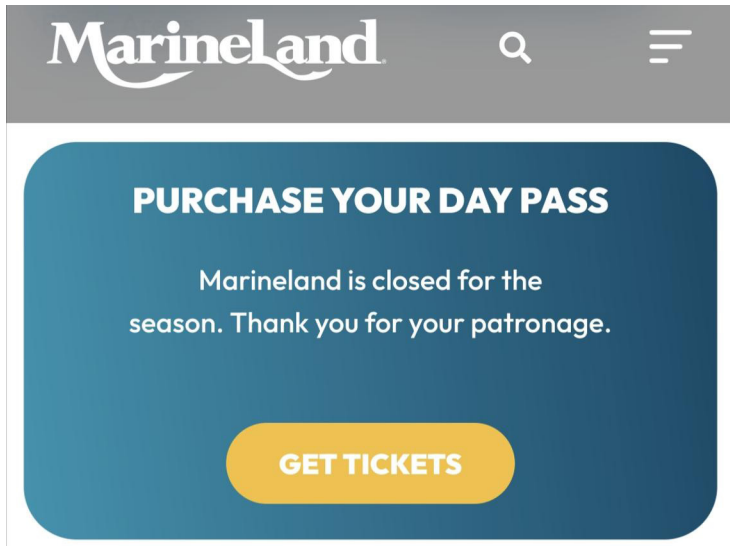 MarineLand
PURCHASE YOUR DAY PASS
Marineland is closed for the
season. Thank you for your patronage.
GET TICKETS